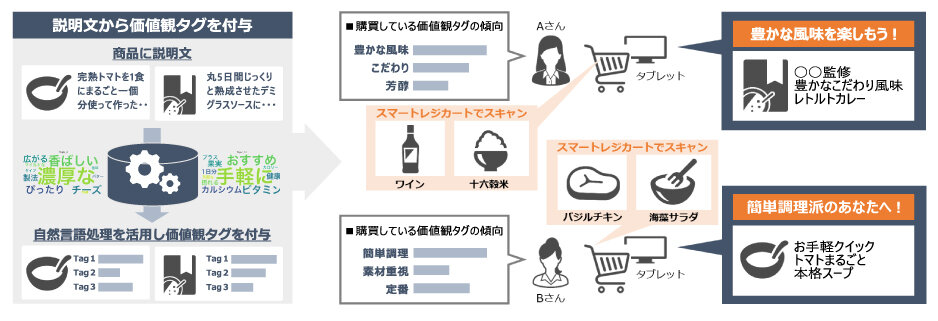 説明文から価値観タグを付与
商品に説明文
完熟トマトを1食
にまるごと一個
分使って作った・・
丸5日間じっくり
と熟成させたデミ
グラスソースに・・・
広がる香ばしい
濃厚な
製法
ぴったり チーズ
プラス
果実
おすすめ
1日分
手軽に
健康
カルシウム ビタミン
自然言語処理を活用し価値観タグを付与
Tag 1
Tag 2
Tag 3
Tag 1
Tag 2
Tag 3
■ 購買している価値観タグの傾向
豊かな風味
こだわり
芳醇
Aさん
タブレット
スマートレジカートでスキャン
ワイン
十六穀米
豊かな風味を楽しもう！
〇〇監修
豊かなこだわり風味
レトルトカレー
スマートレジカートでスキャン
バジルチキン
海藻サラダ
■ 購買している価値観タグの傾向
簡単調理
素材重視
定番
Bさん
タブレット
簡単調理派のあなたへ！
お手軽クイック
トマトまるごと
本格スープ